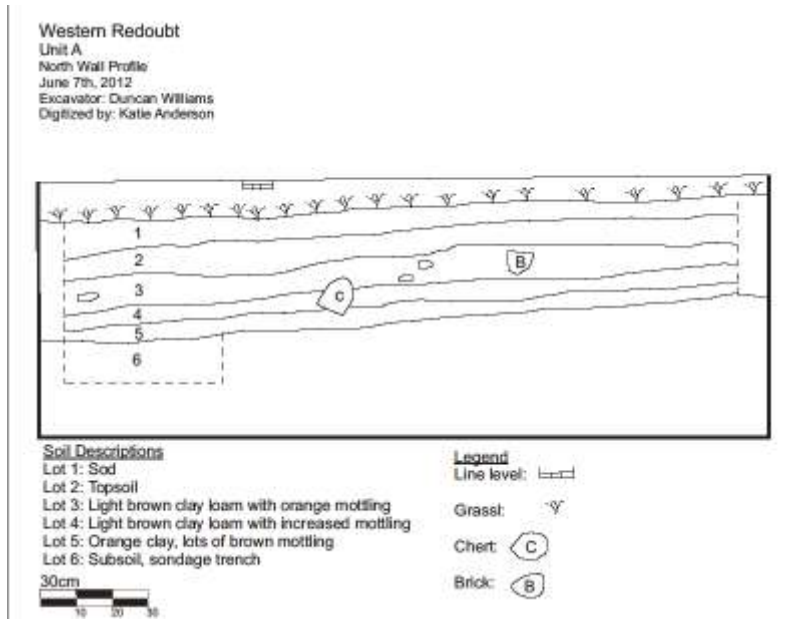 Western Redoubt
Unit A
North Wall Profile
June 7th, 2012
Excavator: Duncan Williams
Digitized by: Katie Anderson
1
2
B
3
C
4
5
6
Soil Descriptions
Lot 1: Sod
Lot 2: Topsoil
Lot 3: Light brown clay loam with orange mottling
Lot 4: Light brown clay loam with increased mottling
Lot 5: Orange clay, lots of brown mottling
Lot 6: Subsoil, sondage trench
30cm
10 20 30
Legend
Line level:
Grassl:
Chert: C
Brick: B